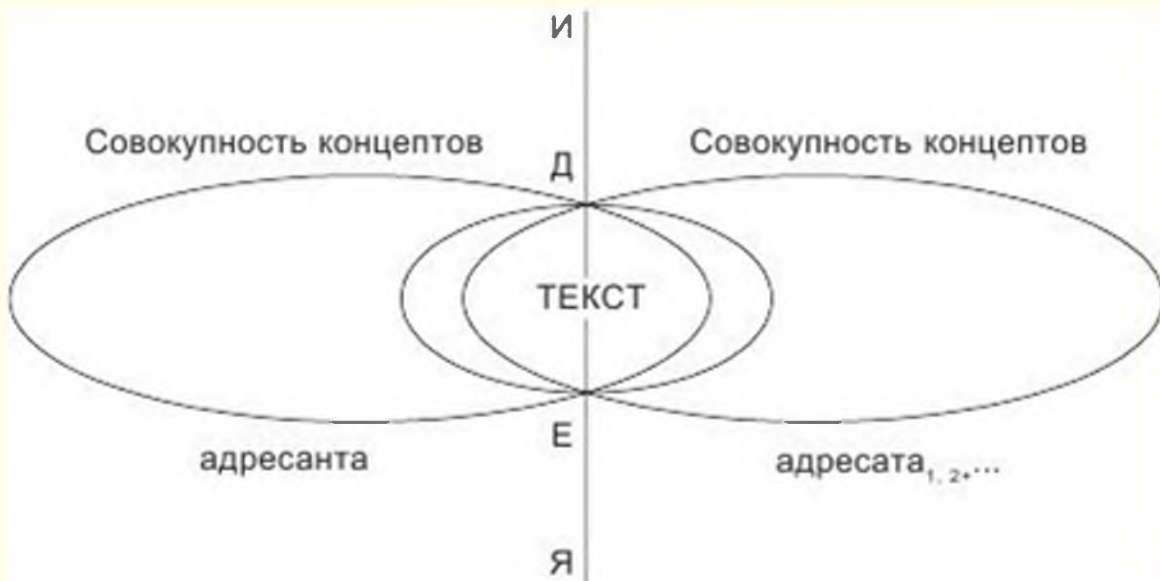 И
Совокупность концептов
Совокупность концептов
Д
ТЕКСТ
Е
адресанта
адресата1, 2+...
Я